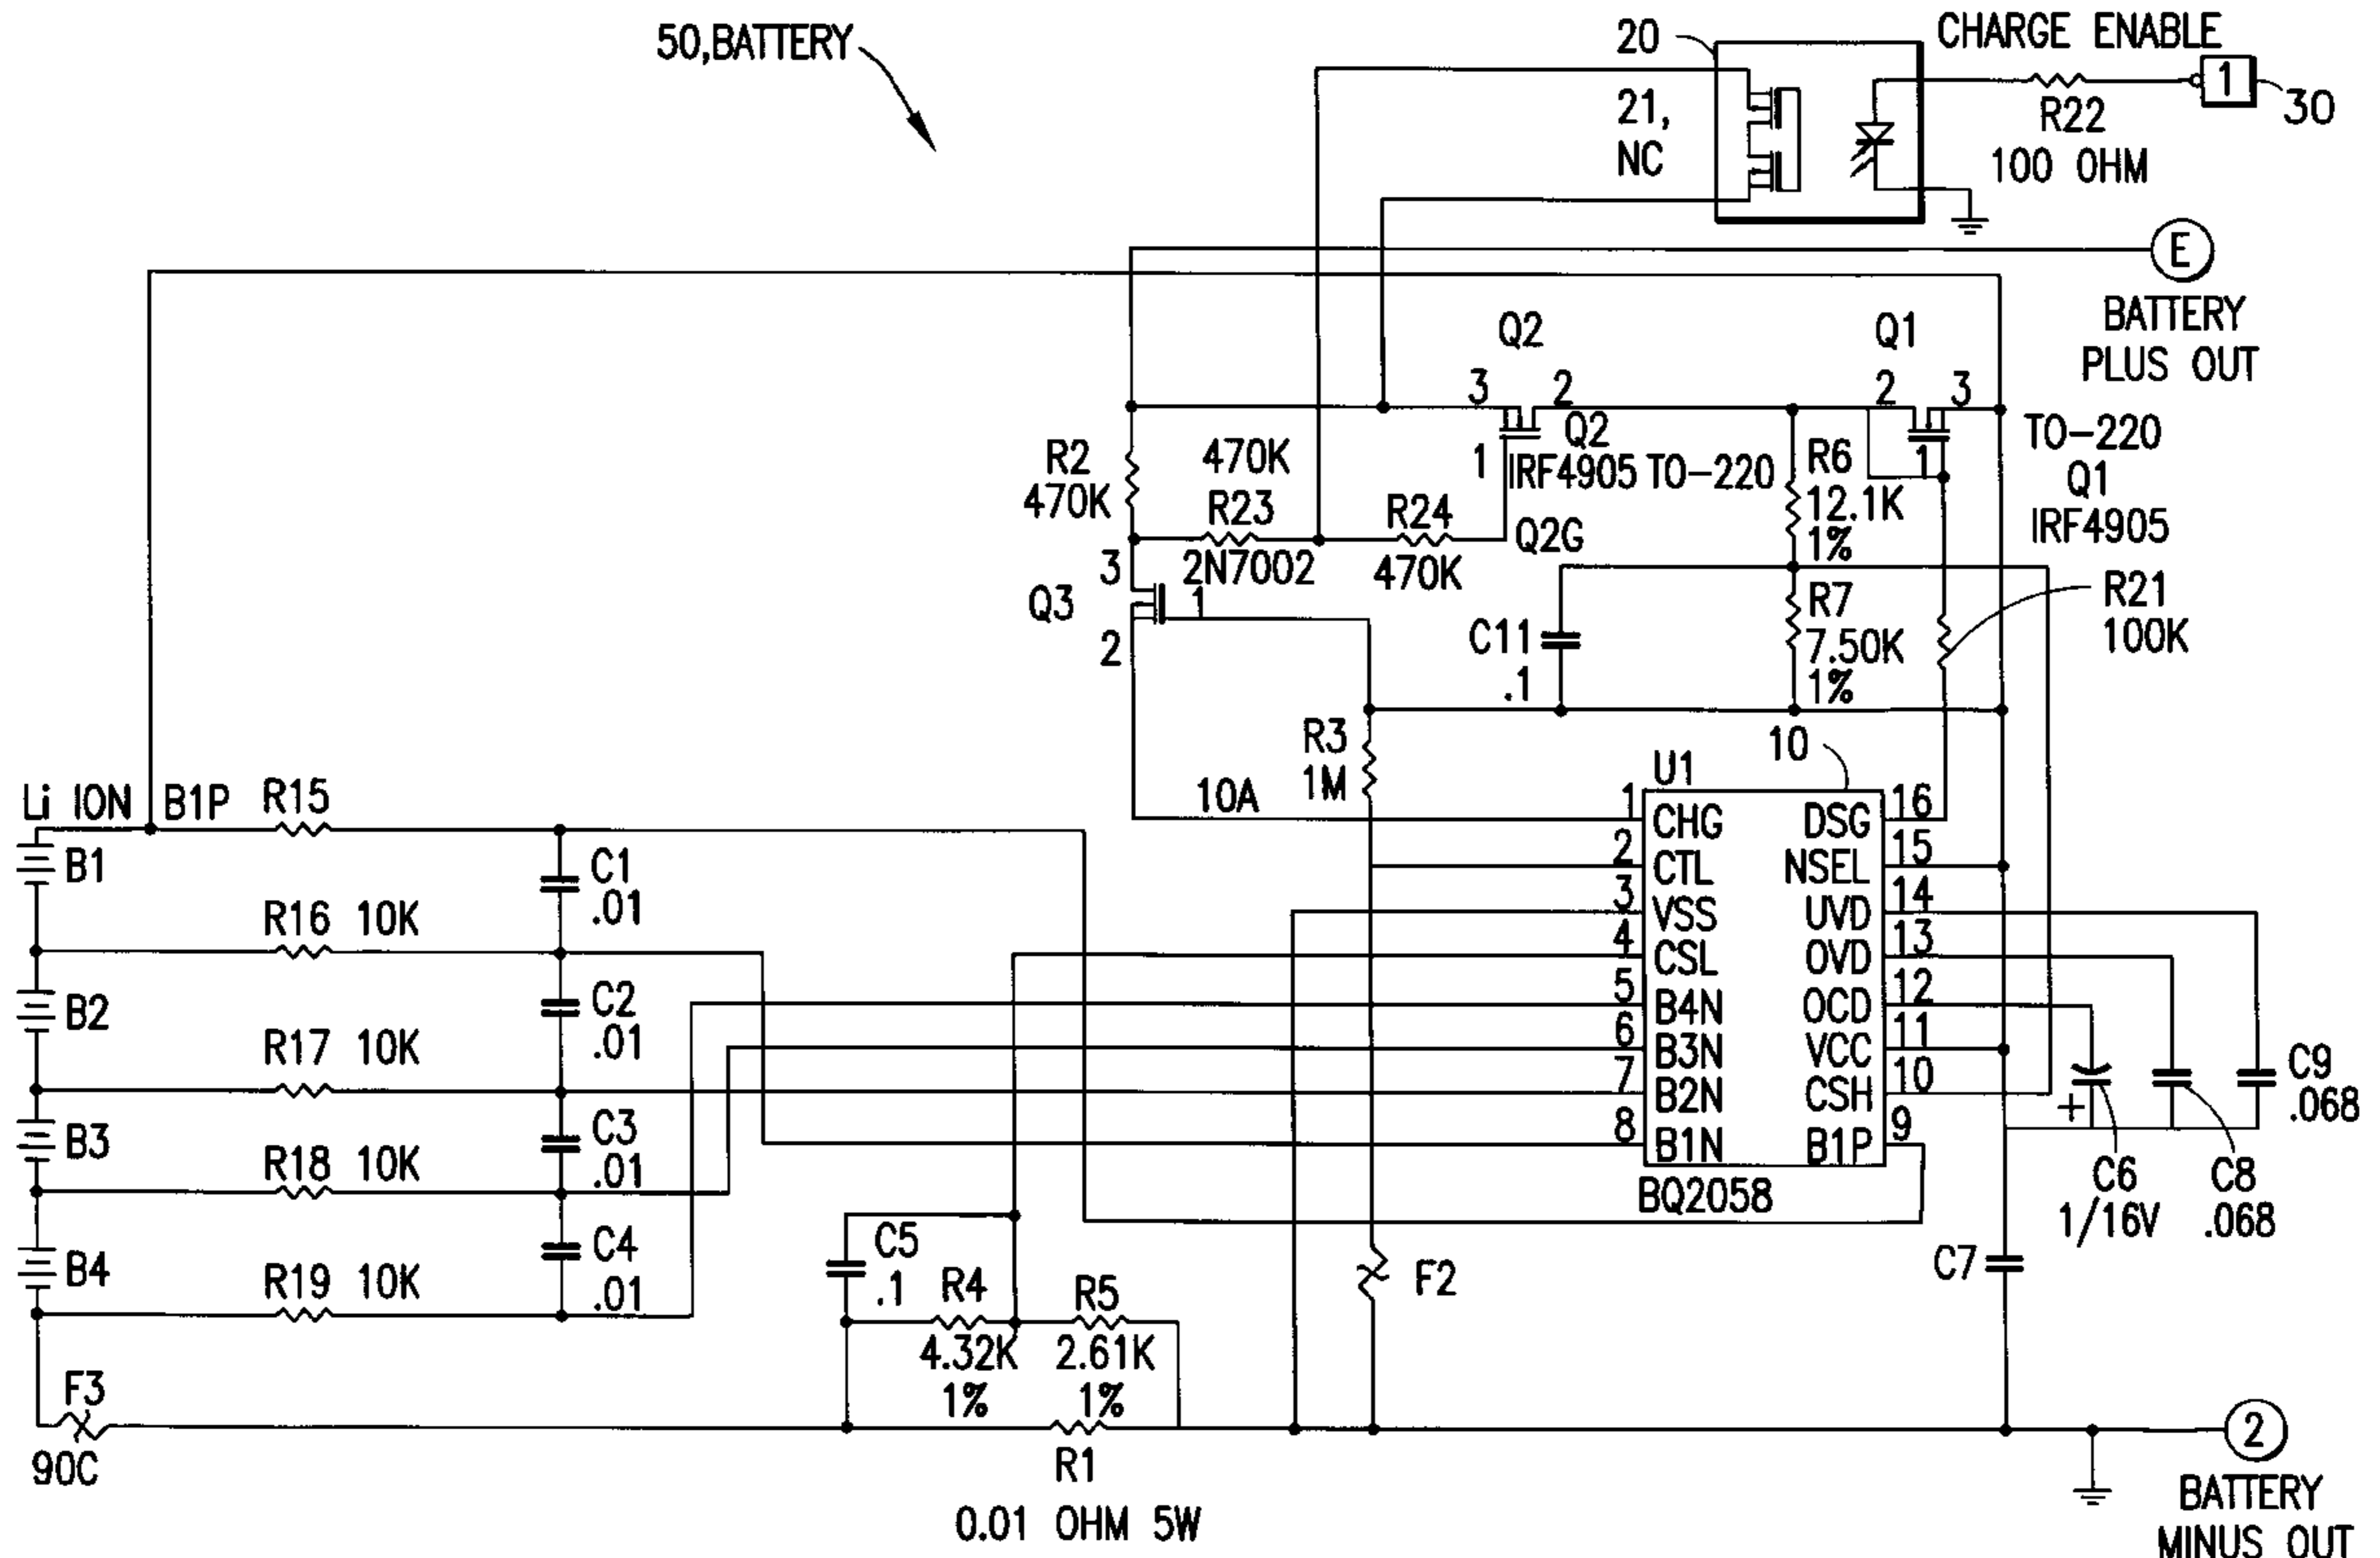 50,BATTERY
20
CHARGE ENABLE
1
30
21,
NC
R22
100 OHM
E
BATTERY
PLUS OUT
Q2
Q1
3
2
2
3
Q2
1
IRF4905 TO-220
1
TO-220
Q1
IRF4905
R2
470K
470K
R23
R24
470K
Q2G
R6
12.1K
1%
3
2N7002
Q3
1
2
C11
.1
R7
7.50K
1%
R21
100K
R3
1M
10
U1
10A
Li ION
B1P
R15
B1
C1
.01
R16 10K
B2
C2
.01
R17 10K
B3
C3
.01
R18 10K
B4
C4
.01
R19 10K
1
CHG
2
CTL
3
VSS
4
CSL
5
B4N
6
B3N
7
B2N
8
B1N
DSG
16
NSEL
15
UVD
14
OVD
13
OCD
12
VCC
11
CSH
10
B1P
9
BQ2058
C9
.068
+
C6
1/16V
C8
.068
C7
C5
.1
R4
4.32K
1%
R5
2.61K
1%
F2
F3
90C
R1
0.01 OHM 5W
2
BATTERY
MINUS OUT